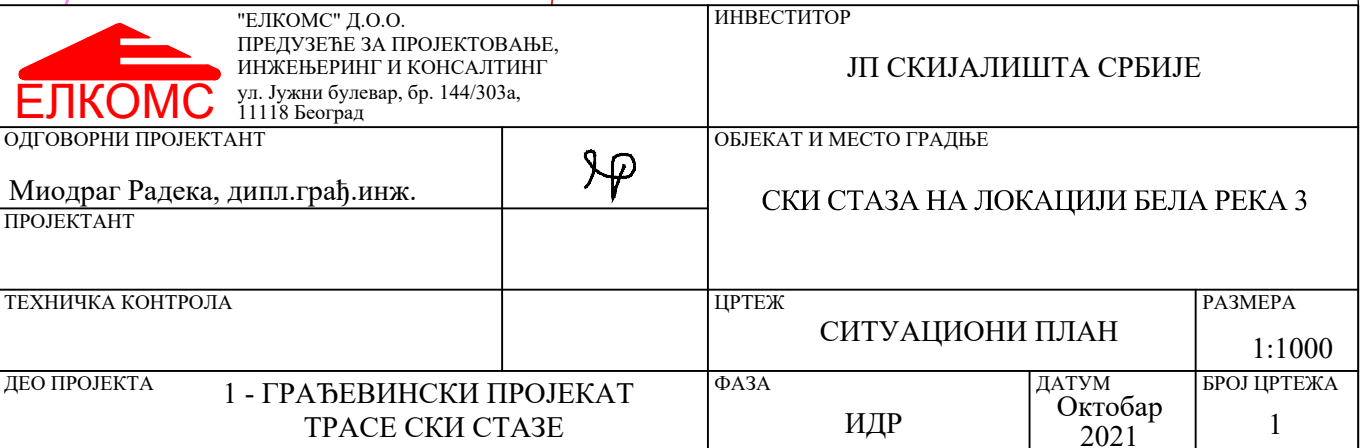 ЕЛКОМС
"ЕЛКОМС" Д.О.О.
ПРЕДУЗЕЋЕ ЗА ПРОЈЕКТОВАЊЕ,
ИНЖЕЊЕРИНГ И КОНСАЛТИНГ
ул. Јужни булевар, бр. 144/303а,
11118 Београд
ИНВЕСТИТОР
ЈП СКИЈАЛИШТА СРБИЈЕ
ОДГОВОРНИ ПРОЈЕКТАНТ
Миодраг Радека, дипл.грађ.инж.
ОБЈЕКАТ И МЕСТО ГРАДЊЕ
СКИ СТАЗА НА ЛОКАЦИЈИ БЕЛА РЕКА 3
ПРОЈЕКТАНТ
ТЕХНИЧКА КОНТРОЛА
ЦРТЕЖ
СИТУАЦИОНИ ПЛАН
РАЗМЕРА
1:1000
ДЕО ПРОЈЕКТА
1 - ГРАЂЕВИНСКИ ПРОЈЕКАТ
ТРАСЕ СКИ СТАЗЕ
ФАЗА
ИДР
ДАТУМ
Октобар
2021
БРОЈ ЦРТЕЖА
1